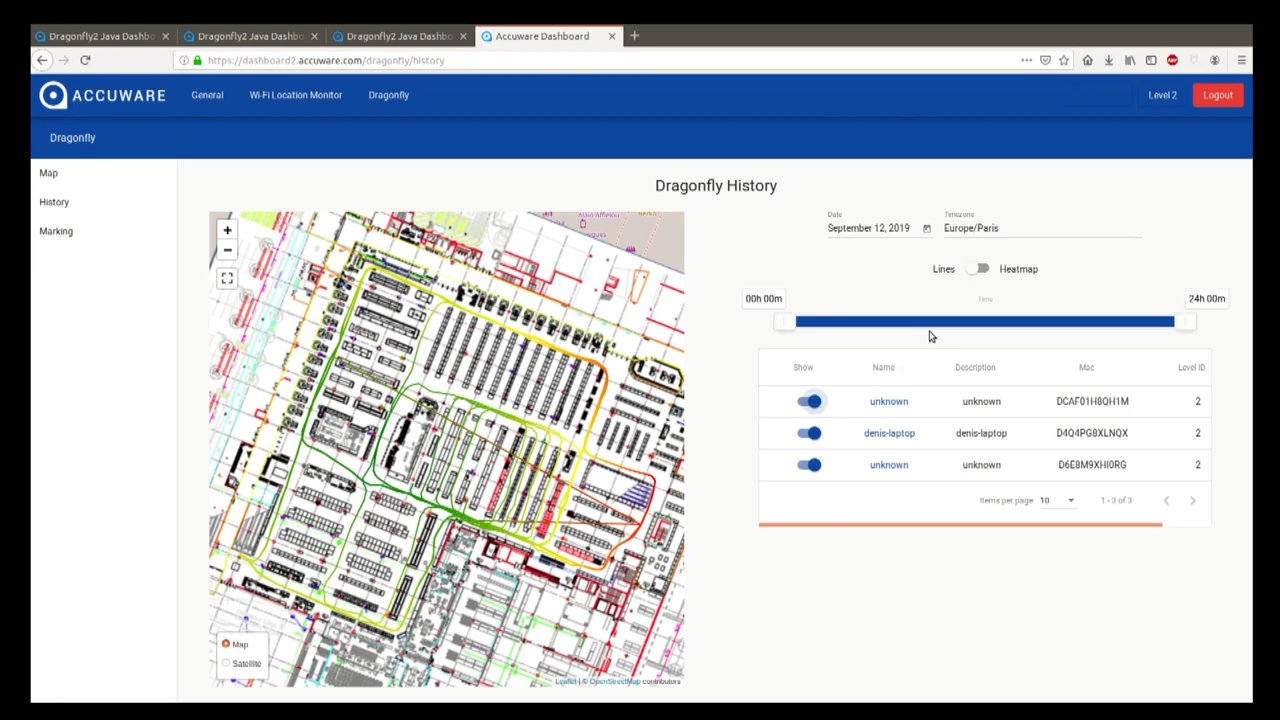 Dragonfly2 Java Dashbo
Dragonfly2 Java Dashbo
Dragonfly2 Java Dashbo
Accuware Dashboard
https://dashboard2.accuware.com/dragonfly/history
ACCUWARE
General
Wi-Fi Location Monitor
Dragonfly
Level 2
Logout
Dragonfly
Map
History
Marking
Dragonfly History
Alain Afflelou
+
−
Date
September 12, 2019
Timezone
Europe/Paris
Lines
Heatmap
00h 00m
Time
24h 00m
Show Name Description Mac Level ID
unknown unknown DCAF01H8QH1M 2
denis-laptop denis-laptop D4Q4PG8XLNQX 2
unknown unknown D6E8M9XHI0RG 2
Items per page: 10 1 - 3 of 3
Map
Satellite
Leaflet | © OpenStreetMap contributors